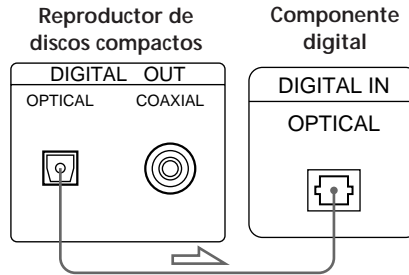 Reproductor de
discos compactos
DIGITAL OUT
OPTICAL COAXIAL
Componente
digital
DIGITAL IN
OPTICAL